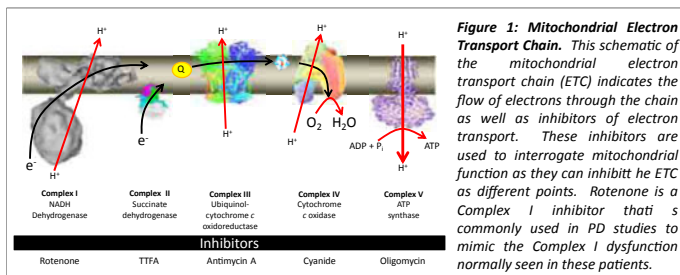 H⁺
H⁺
Q
H⁺
H⁺
O₂
H₂O
ADP + Pᵢ
ATP
H⁺
H⁺
e⁻
e⁻
H⁺
Complex I
NADH
Dehydrogenase
Complex II
Succinate
dehydrogenase
Complex III
Ubiquinol-
cytochrome c
oxidoreductase
Complex IV
Cytochrome
c oxidase
Complex V
ATP
synthase
Inhibitors
Rotenone TTFA Antimycin A Cyanide Oligomycin
Figure 1: Mitochondrial Electron
Transport Chain. This schematic of
the mitochondrial electron
transport chain (ETC) indicates the
flow of electrons through the chain
as well as inhibitors of electron
transport. These inhibitors are
used to interrogate mitochondrial
function as they can inhibit he ETC
as different points. Rotenone is a
Complex I inhibitor that s
commonly used in PD studies to
mimic the Complex I dysfunction
normally seen in these patients.